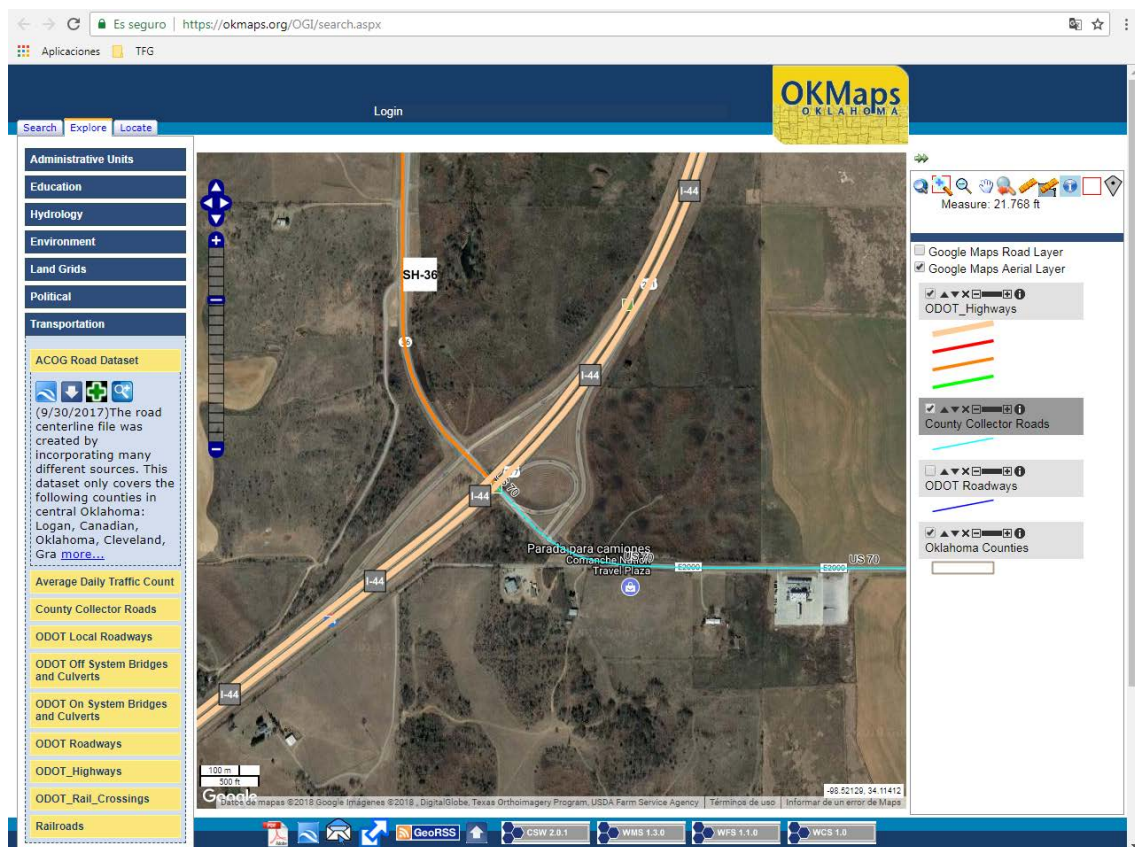 Es seguro | https://okmaps.org/OGI/search.aspx
Aplicaciones TFG
Login
OKMaps
OKLAHOMA
Search Explore Locate
Administrative Units
Education
Hydrology
Environment
Land Grids
Political
Transportation
ACOG Road Dataset
(9/30/2017)The road
centerline file was
created by
incorporating many
different sources. This
dataset only covers the
following counties in
central Oklahoma:
Logan, Canadian,
Oklahoma, Cleveland,
Gra more...
Average Daily Traffic Count
County Collector Roads
ODOT Local Roadways
ODOT Off System Bridges
and Culverts
ODOT On System Bridges
and Culverts
ODOT Roadways
ODOT_Highways
ODOT_Rail_Crossings
Railroads
I-44
SH-36
I-44
I-44
70
Parada para camiones
Comanche Nation
Travel Plaza
E2000
E2000
US 70
I-44
I-44
100 m
500 ft
-98.52129, 34.11412
Google
Datos de mapas ©2018 Google Imágenes ©2018 , DigitalGlobe, Texas Orthoimagery Program, USDA Farm Service Agency
Términos de uso
Informar de un error de Maps
Measure: 21.768 ft
Google Maps Road Layer
Google Maps Aerial Layer
ODOT_Highways
County Collector Roads
ODOT Roadways
Oklahoma Counties
GeoRSS
CSW 2.0.1
WMS 1.3.0
WFS 1.1.0
WCS 1.0